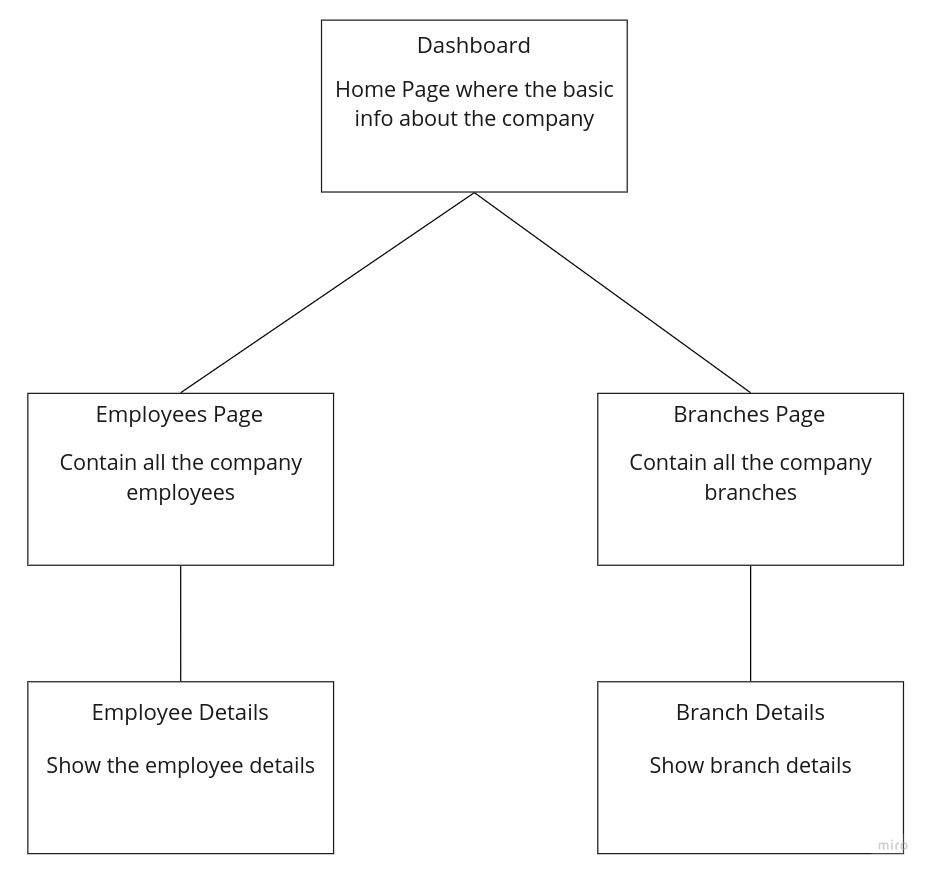 Dashboard
Home Page where the basic
info about the company
Employees Page
Contain all the company
employees
Branches Page
Contain all the company
branches
Employee Details
Show the employee details
Branch Details
Show branch details
miro